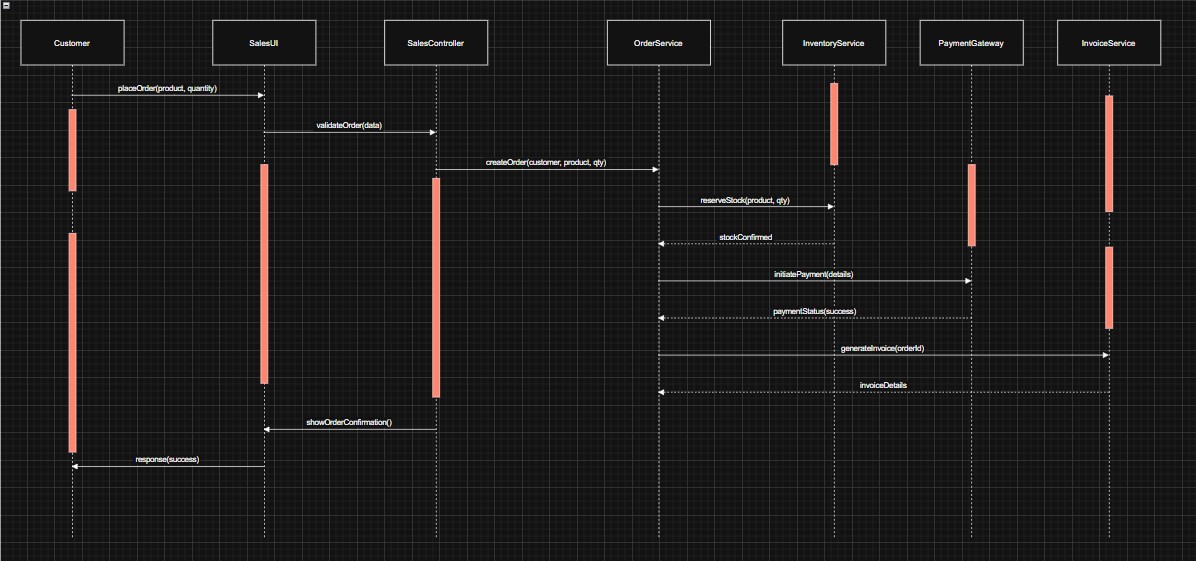 Customer
SalesUI
SalesController
OrderService
InventoryService
PaymentGateway
InvoiceService
placeOrder(product, quantity)
validateOrder(data)
createOrder(customer, product, qty)
reserveStock(product, qty)
stockConfirmed
initiatePayment(details)
paymentStatus(success)
generateInvoice(orderId)
invoiceDetails
showOrderConfirmation()
response(success)